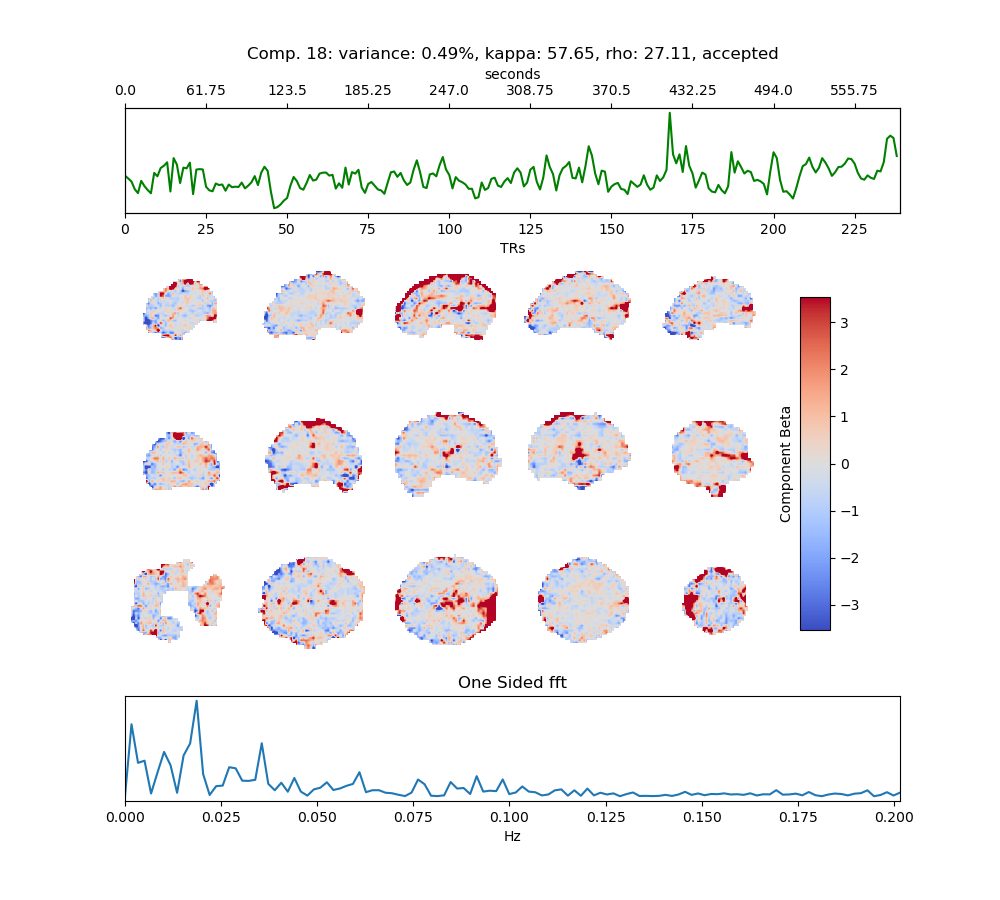 Comp. 18: variance: 0.49%, kappa: 57.65, rho: 27.11, accepted
seconds
0.0 61.75 123.5 185.25 247.0 308.75 370.5 432.25 494.0 555.75
0 25 50 75 100 125 150 175 200 225
TRs
3
2
1
0
−1
−2
−3
Component Beta
One Sided fft
0.000 0.025 0.050 0.075 0.100 0.125 0.150 0.175 0.200
Hz